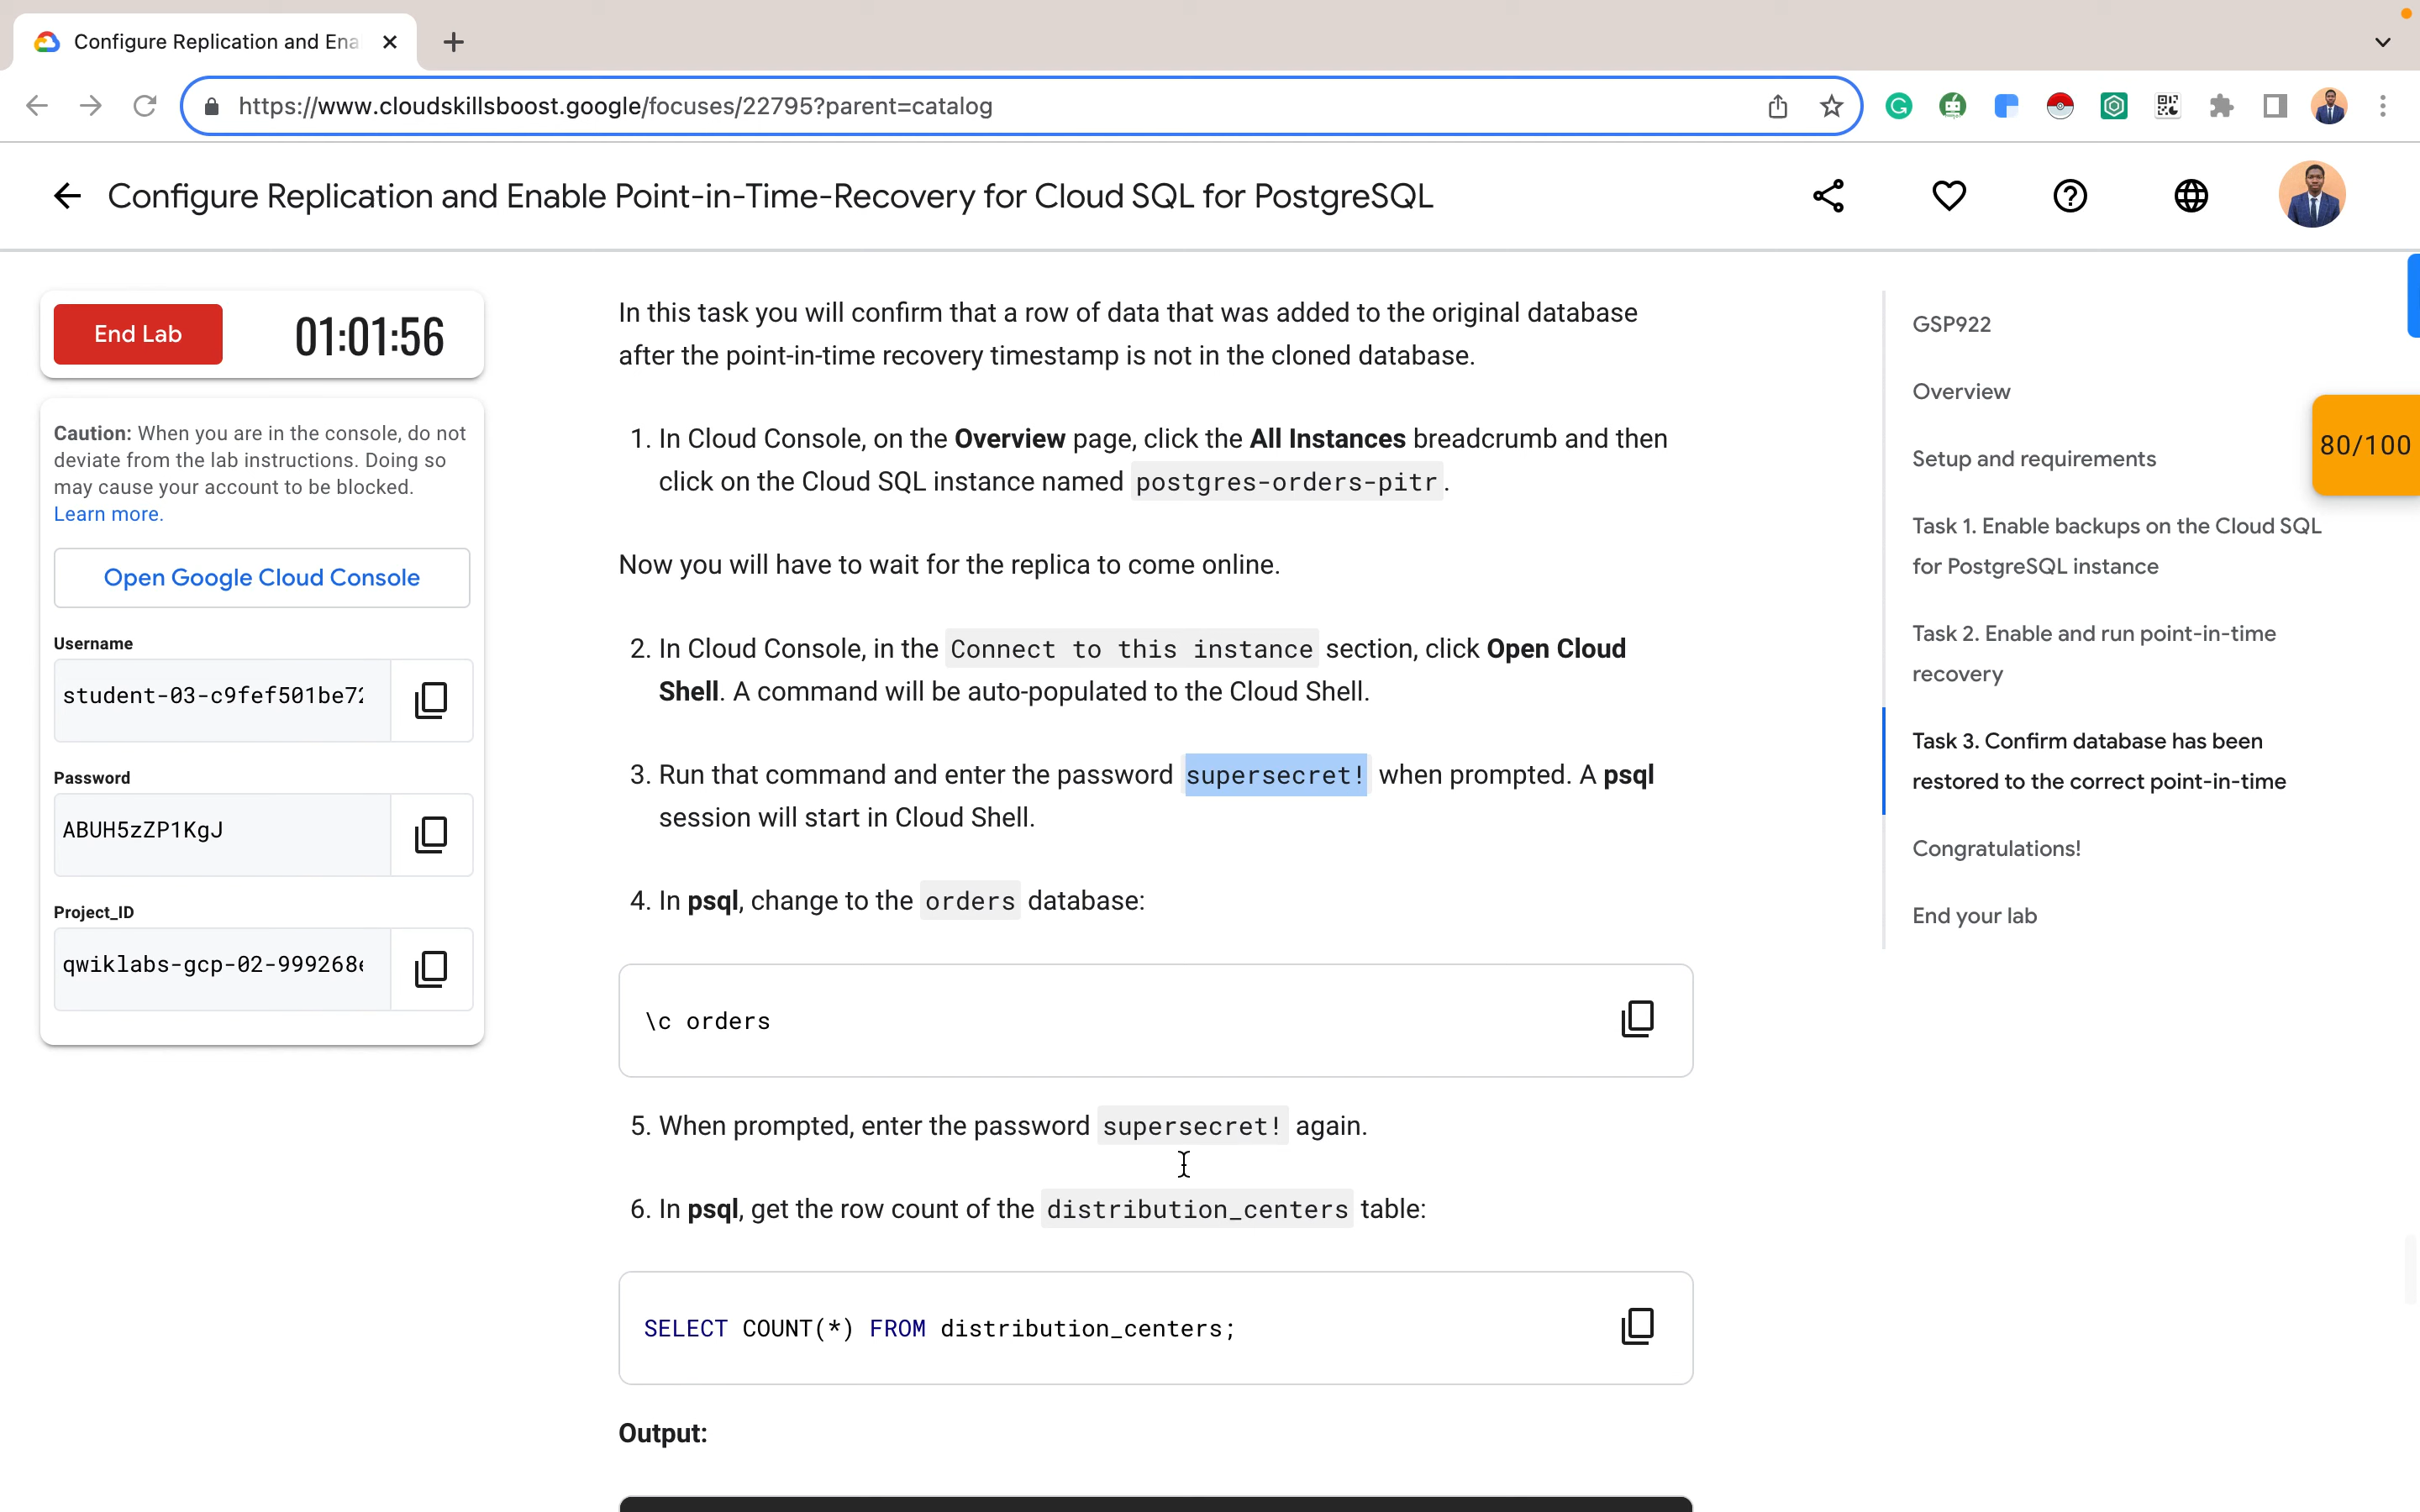 Configure Replication and Ena
https://www.cloudskillsboost.google/focuses/22795?parent=catalog
Configure Replication and Enable Point-in-Time-Recovery for Cloud SQL for PostgreSQL
End Lab
01:01:56
Caution: When you are in the console, do not
deviate from the lab instructions. Doing so
may cause your account to be blocked.
Learn more.
Open Google Cloud Console
Username
student-03-c9fef501be72
Password
ABUH5zZP1KgJ
Project_ID
qwiklabs-gcp-02-999268e
In this task you will confirm that a row of data that was added to the original database
after the point-in-time recovery timestamp is not in the cloned database.
1. In Cloud Console, on the Overview page, click the All Instances breadcrumb and then
click on the Cloud SQL instance named postgres-orders-pitr.
Now you will have to wait for the replica to come online.
2. In Cloud Console, in the Connect to this instance section, click Open Cloud
Shell. A command will be auto-populated to the Cloud Shell.
3. Run that command and enter the password supersecret! when prompted. A psql
session will start in Cloud Shell.
4. In psql, change to the orders database:
\c orders
5. When prompted, enter the password supersecret! again.
6. In psql, get the row count of the distribution_centers table:
SELECT COUNT(*) FROM distribution_centers;
Output:
GSP922
Overview
Setup and requirements
Task 1. Enable backups on the Cloud SQL
for PostgreSQL instance
Task 2. Enable and run point-in-time
recovery
Task 3. Confirm database has been
restored to the correct point-in-time
Congratulations!
End your lab
80/100